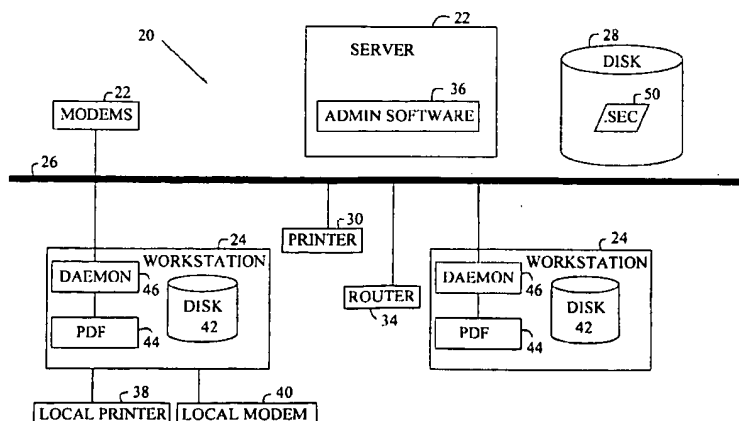 20
22
SERVER
36
ADMIN SOFTWARE
28
DISK
50
.SEC
22
MODEMS
26
30
PRINTER
ROUTER
34
24
WORKSTATION
DAEMON
46
DISK
42
PDF
44
38
LOCAL PRINTER
40
LOCAL MODEM
24
WORKSTATION
DAEMON
46
DISK
42
PDF
44